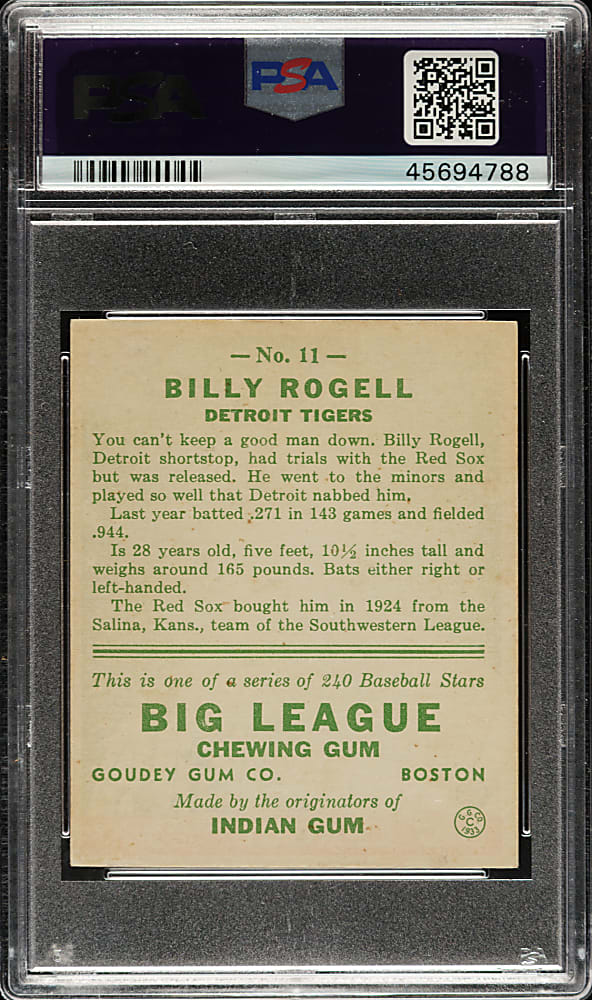 PSA
PSA
45694788
— No. 11 —
BILLY ROGELL
DETROIT TIGERS
You can't keep a good man down. Billy Rogell,
Detroit shortstop, had trials with the Red Sox
but was released. He went to the minors and
played so well that Detroit nabbed him.
Last year batted .271 in 143 games and fielded
.944.
Is 28 years old, five feet, 10½ inches tall and
weighs around 165 pounds. Bats either right or
left-handed.
The Red Sox bought him in 1924 from the
Salina, Kans., team of the Southwestern League.
This is one of a series of 240 Baseball Stars
BIG LEAGUE
CHEWING GUM
GOUDEY GUM CO. BOSTON
Made by the originators of
INDIAN GUM
G.G.CO.
C
1933